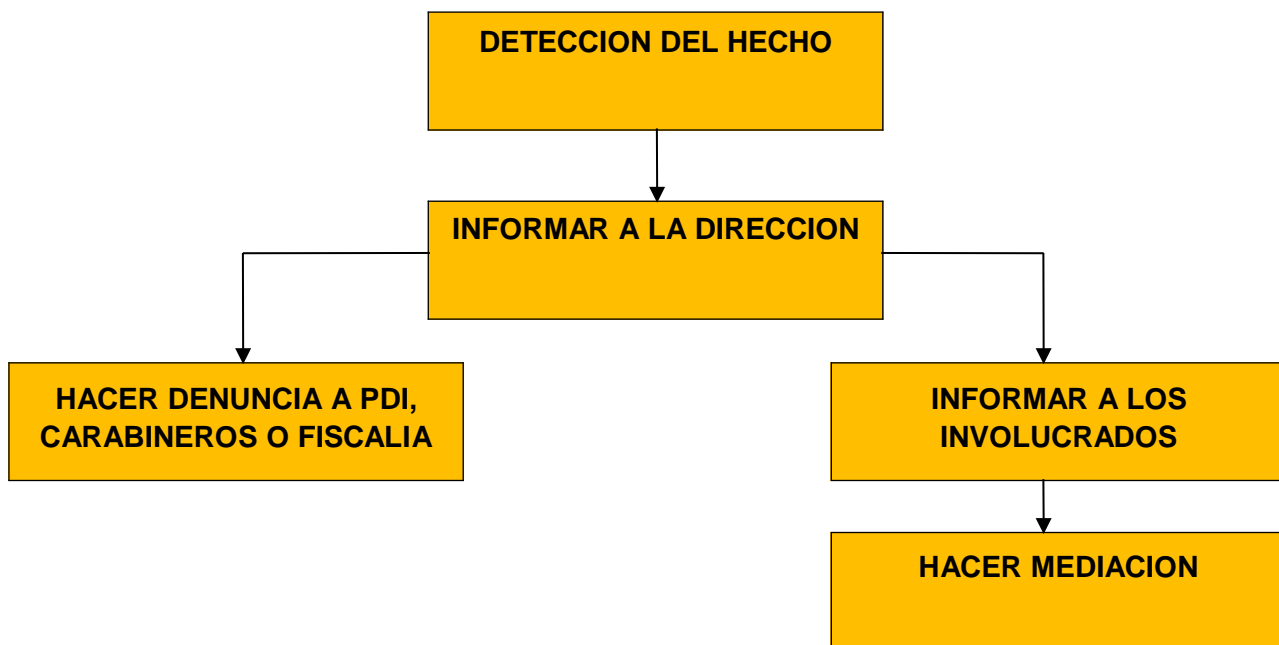 DETECCION DEL HECHO
INFORMAR A LA DIRECCION
HACER DENUNCIA A PDI,
CARABINEROS O FISCALIA
INFORMAR A LOS
INVOLUCRADOS
HACER MEDIACION